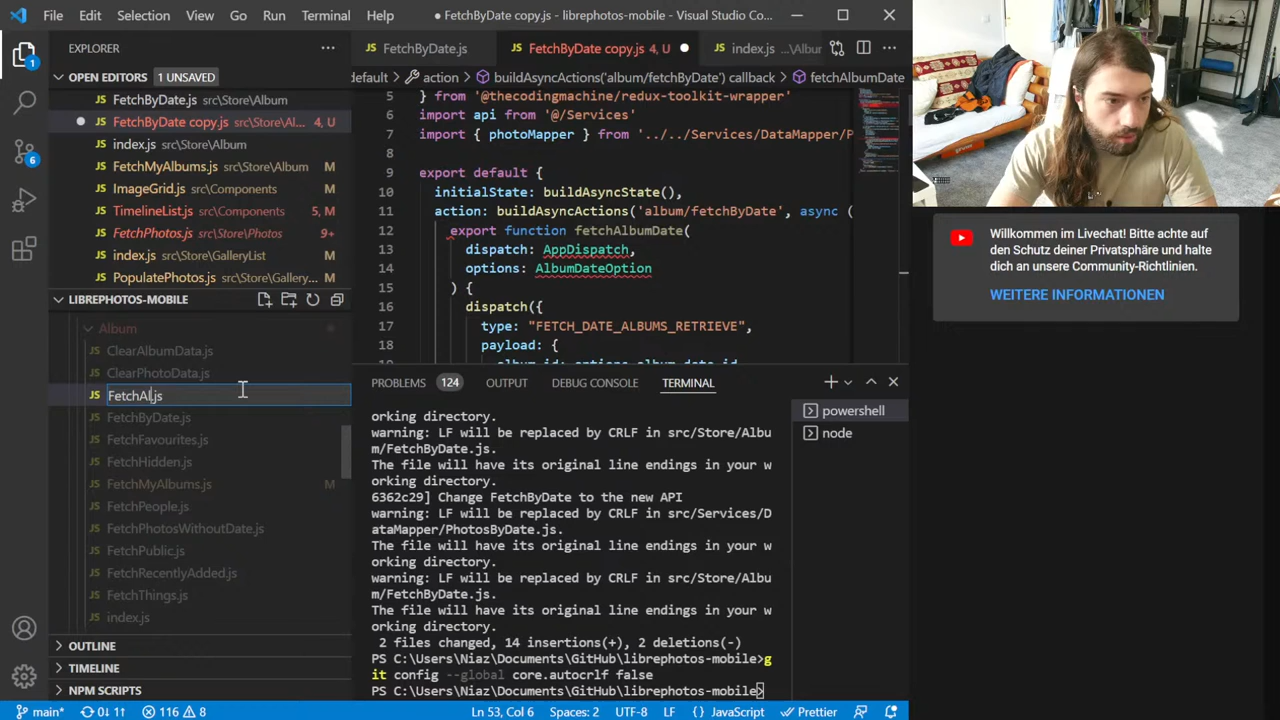 File Edit Selection View Go Run Terminal Help ● FetchByDate copy.js - librephotos-mobile - Visual Studio Co...
EXPLORER
OPEN EDITORS 1 UNSAVED
FetchByDate.js src\Store\Album
FetchByDate copy.js src\Store\Al... 4, U
index.js src\Store\Album
FetchMyAlbums.js src\Store\Album M
ImageGrid.js src\Components M
TimelineList.js src\Components 5, M
FetchPhotos.js src\Store\Photos 9+
index.js src\Store\GalleryList M
PopulatePhotos.js src\Store\Gallery... M
LIBREPHOTOS-MOBILE
Album
ClearAlbumData.js
ClearPhotoData.js
FetchAl.js
FetchByDate.js
FetchFavourites.js
FetchHidden.js
FetchMyAlbums.js M
FetchPeople.js
FetchPhotosWithoutDate.js
FetchPublic.js
FetchRecentlyAdded.js
FetchThings.js
index.js
OUTLINE
TIMELINE
NPM SCRIPTS
FetchByDate.js FetchByDate copy.js 4, U ● index.js ...\Album
default > action > buildAsyncActions('album/fetchByDate') callback > fetchAlbumDate
5 } from '@thecodingmachine/redux-toolkit-wrapper'
6 import api from '@/Services'
7 import { photoMapper } from '../../Services/DataMapper/P
8
9 export default {
10 initialState: buildAsyncState(),
11 action: buildAsyncActions('album/fetchByDate', async (
12 export function fetchAlbumDate(
13 dispatch: AppDispatch,
14 options: AlbumDateOption
15 ) {
16 dispatch({
17 type: "FETCH_DATE_ALBUMS_RETRIEVE",
18 payload: {
album_id: options.album_date_id,
PROBLEMS 124 OUTPUT DEBUG CONSOLE TERMINAL
powershell
node
orking directory.
warning: LF will be replaced by CRLF in src/Store/Albu
m/FetchByDate.js.
The file will have its original line endings in your w
orking directory.
6362c29] Change FetchByDate to the new API
warning: LF will be replaced by CRLF in src/Services/D
ataMapper/PhotosByDate.js.
The file will have its original line endings in your w
orking directory.
warning: LF will be replaced by CRLF in src/Store/Albu
m/FetchByDate.js.
The file will have its original line endings in your w
orking directory.
2 files changed, 14 insertions(+), 2 deletions(-)
PS C:\Users\Niaz\Documents\GitHub\librephotos-mobile>g
it config --global core.autocrlf false
PS C:\Users\Niaz\Documents\GitHub\librephotos-mobile>
main* 0↓ 1↑ 116 8 Ln 53, Col 6 Spaces: 2 UTF-8 LF {} JavaScript Prettier
1
6
Willkommen im Livechat! Bitte achte auf
den Schutz deiner Privatsphäre und halte
dich an unsere Community-Richtlinien.
WEITERE INFORMATIONEN